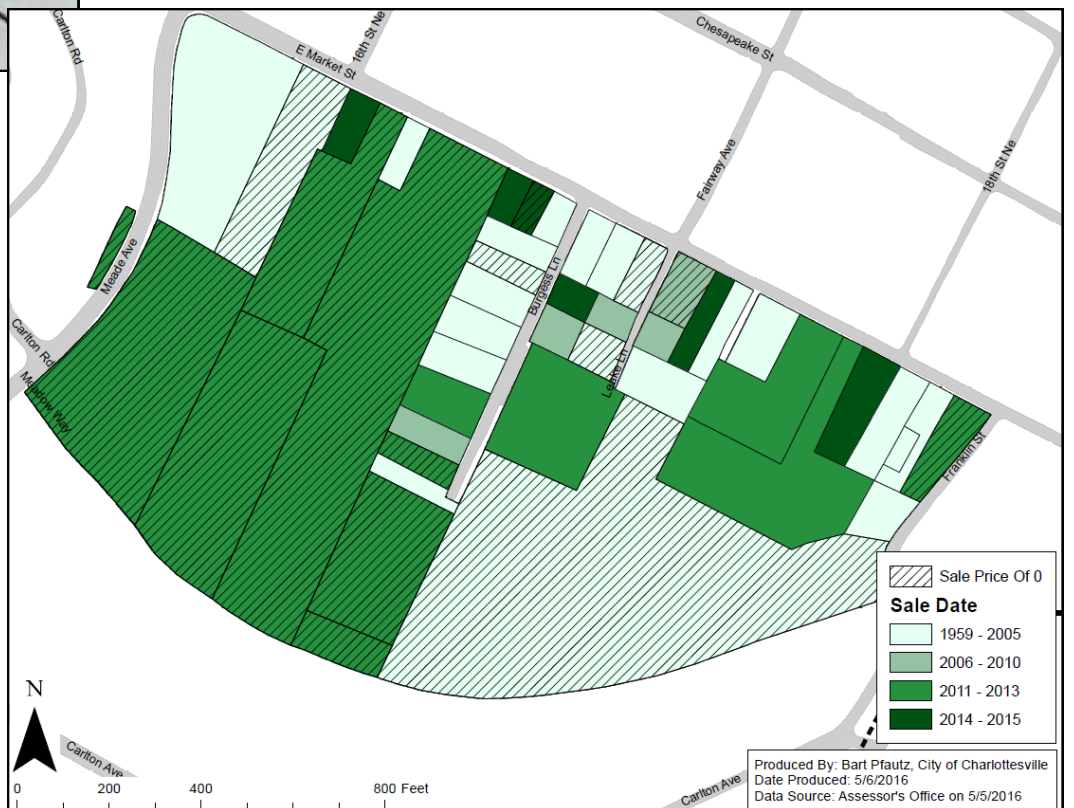 Carlton Rd
16th St Ne
E Market St
Chesapeake St
Fairway Ave
18th St Ne
Meade Ave
Burgess Ln
Carlton Rd
Leake Ln
Meadow Way
Franklin St
Sale Price Of 0
Sale Date
1959 - 2005
2006 - 2010
2011 - 2013
2014 - 2015
N
Carlton Ave
0 200 400 800 Feet
Carlton Ave
Produced By: Bart Pfautz, City of Charlottesville
Date Produced: 5/6/2016
Data Source: Assessor's Office on 5/5/2016